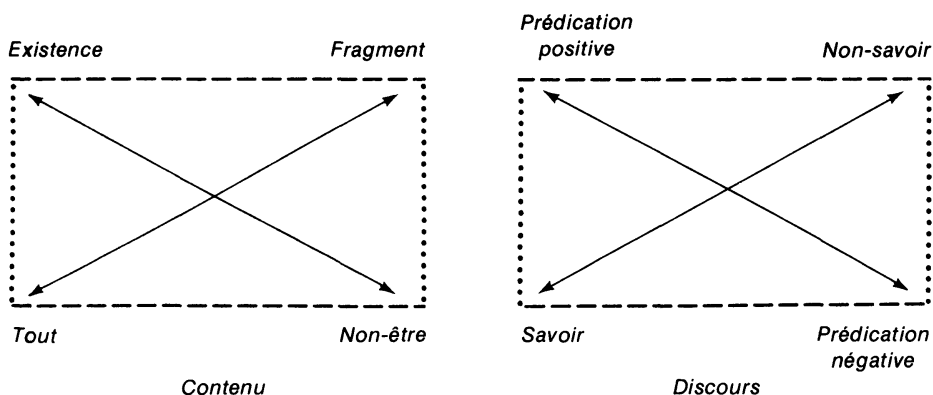 Existence
Fragment
Tout
Non-être
Contenu
Prédication
positive
Non-savoir
Savoir
Prédication
négative
Discours